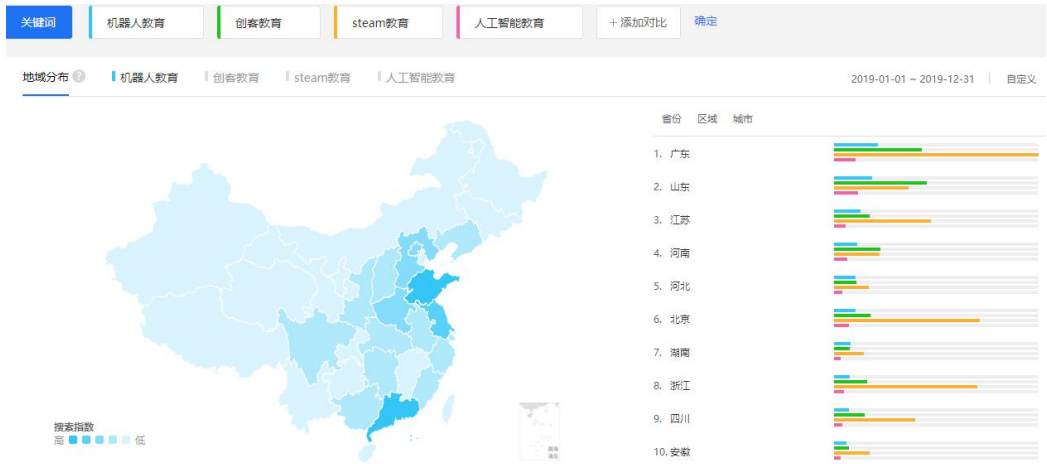 关键词 机器人教育 创客教育 steam教育 人工智能教育 +添加对比 确定
地域分布 ? 机器人教育 创客教育 steam教育 人工智能教育 2019-01-01 ~ 2019-12-31 自定义
省份 区域 城市
1. 广东
2. 山东
3. 江苏
4. 河南
5. 河北
6. 北京
7. 湖南
8. 浙江
9. 四川
10. 安徽
搜索指数
高 低
南海
诸岛